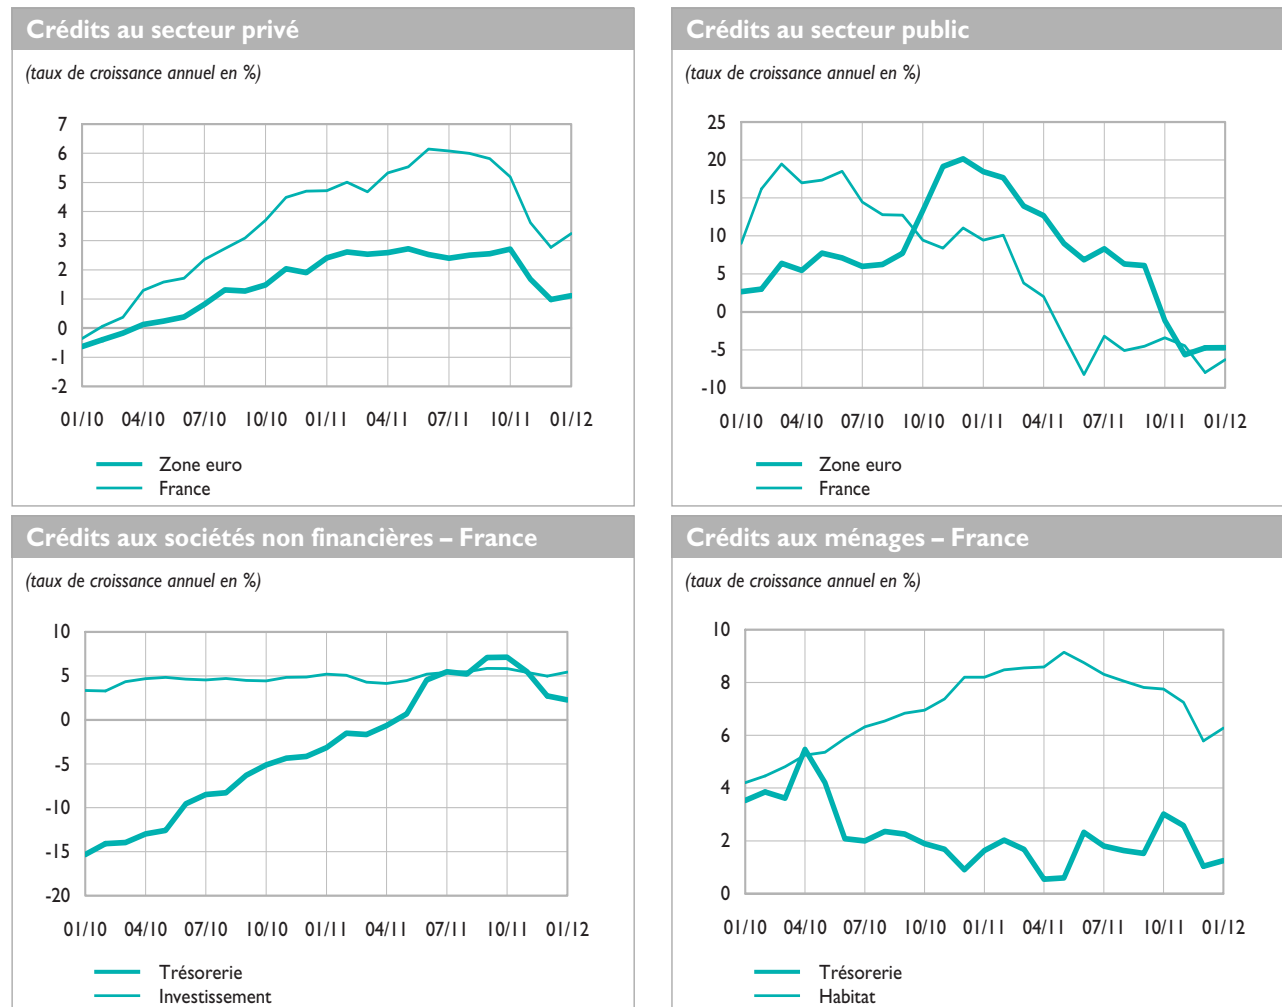 Crédits au secteur privé
(taux de croissance annuel en %)
7
6
5
4
3
2
1
0
-1
-2
01/10 04/10 07/10 10/10 01/11 04/11 07/11 10/11 01/12
Zone euro
France
Crédits au secteur public
(taux de croissance annuel en %)
25
20
15
10
5
0
-5
-10
01/10 04/10 07/10 10/10 01/11 04/11 07/11 10/11 01/12
Zone euro
France
Crédits aux sociétés non financières – France
(taux de croissance annuel en %)
10
5
0
-5
-10
-15
-20
01/10 04/10 07/10 10/10 01/11 04/11 07/11 10/11 01/12
Trésorerie
Investissement
Crédits aux ménages – France
(taux de croissance annuel en %)
10
8
6
4
2
0
01/10 04/10 07/10 10/10 01/11 04/11 07/11 10/11 01/12
Trésorerie
Habitat